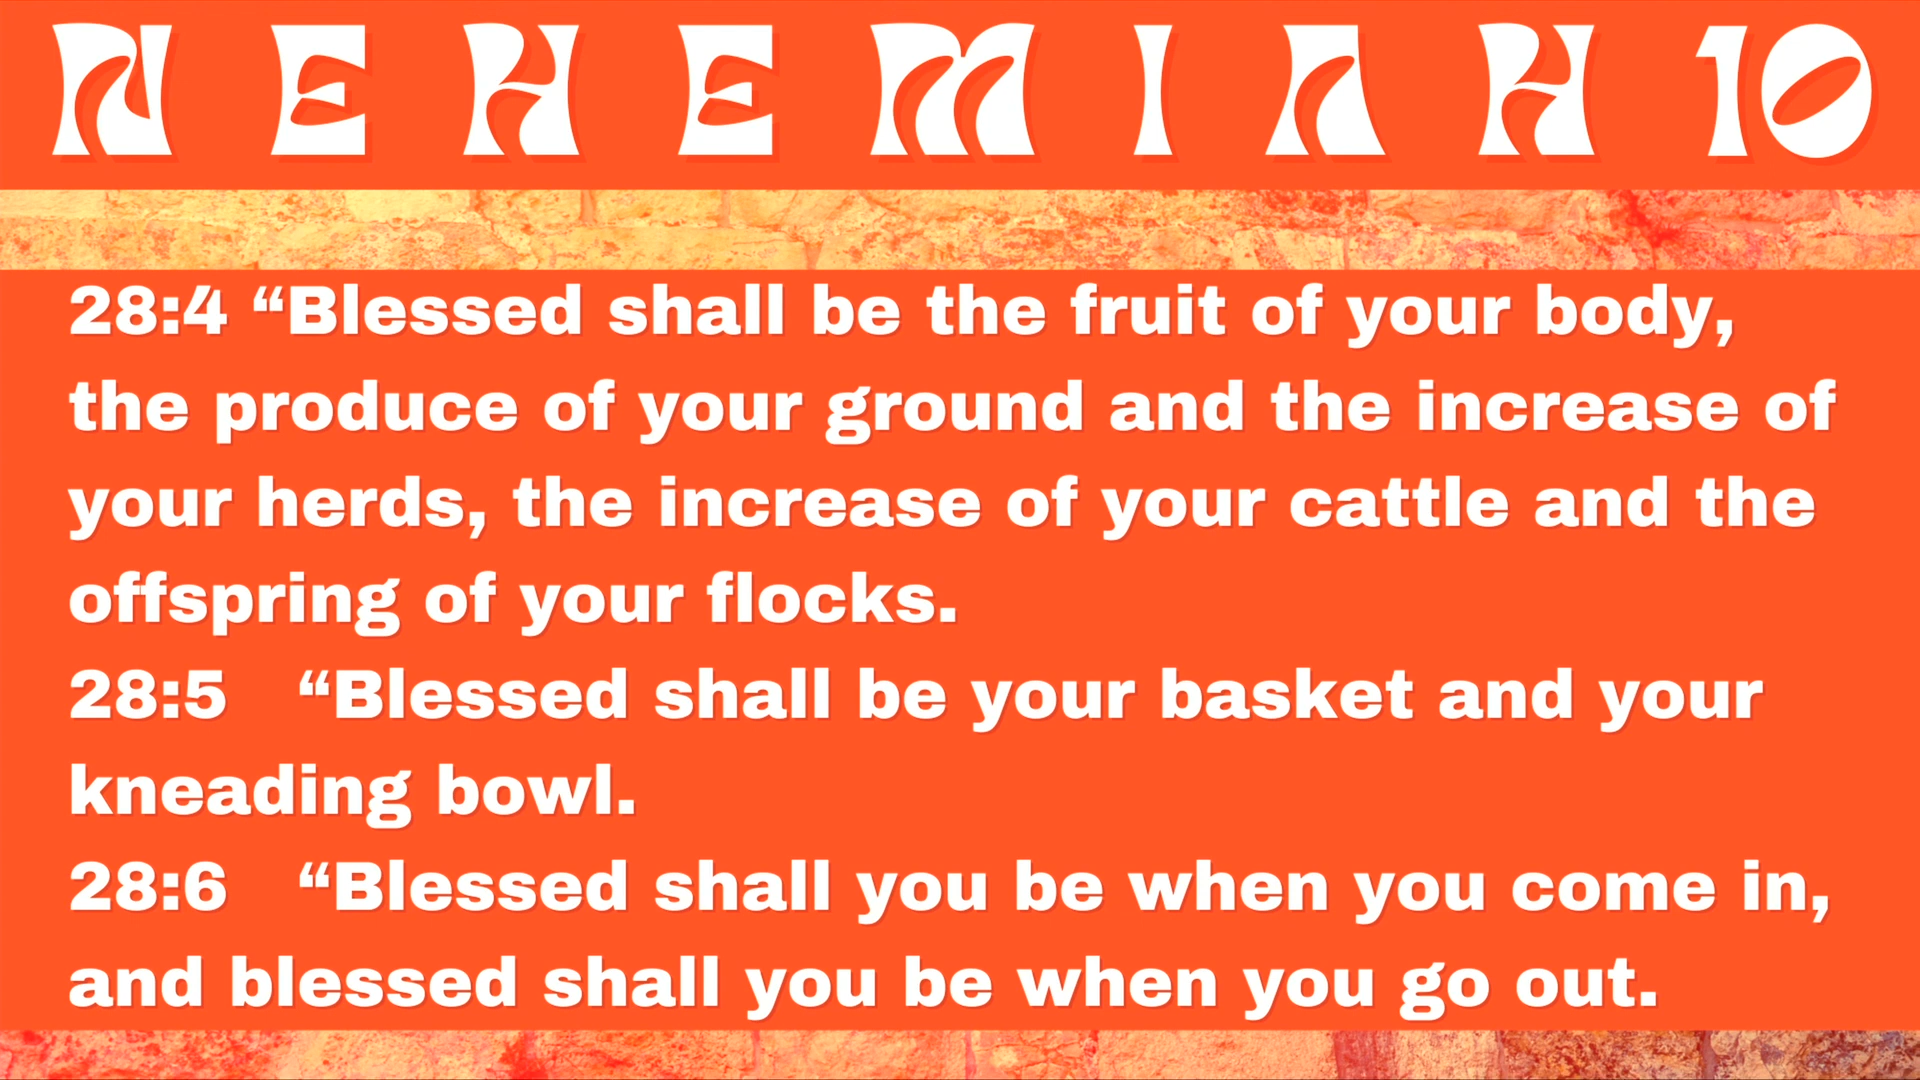 NEHEMIAH 10
28:4 “Blessed shall be the fruit of your body,
the produce of your ground and the increase of
your herds, the increase of your cattle and the
offspring of your flocks.
28:5 “Blessed shall be your basket and your
kneading bowl.
28:6 “Blessed shall you be when you come in,
and blessed shall you be when you go out.